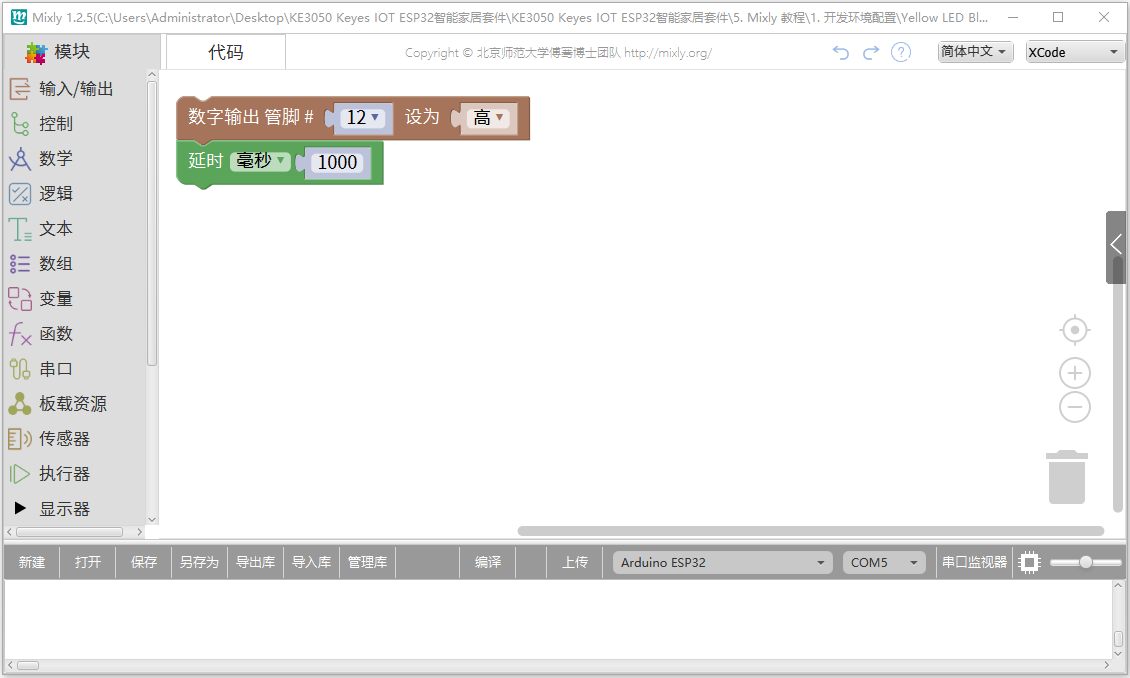 Mixly 1.2.5(C:\Users\Administrator\Desktop\KE3050 Keyes IOT ESP32智能家居套件\KE3050 Keyes IOT ESP32智能家居套件\5. Mixly 教程\1. 开发环境配置\Yellow LED Bl...
模块
代码
Copyright © 北京师范大学傅骞博士团队 http://mixly.org/
简体中文
XCode
输入/输出
控制
数学
逻辑
文本
数组
变量
函数
串口
板载资源
传感器
执行器
显示器
数字输出 管脚 # 12 设为 高
延时 毫秒 1000
新建 打开 保存 另存为 导出库 导入库 管理库 编译 上传 Arduino ESP32 COM5 串口监视器